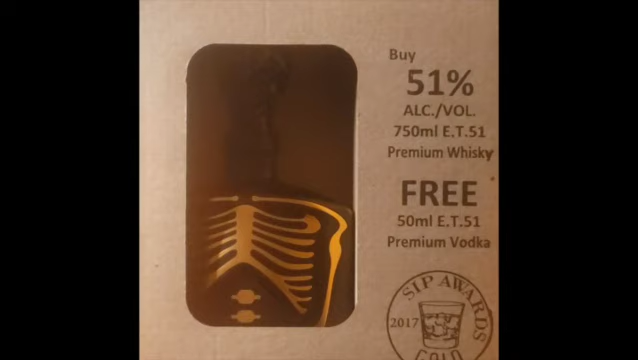 Buy
51%
ALC./VOL.
750ml E.T.51
Premium Whisky
FREE
50ml E.T.51
Premium Vodka
SIP AWARDS
2017
GOLD